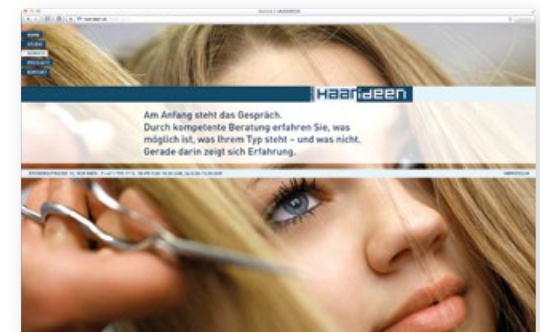 HOME
STUDIO
SERVICE
PRODUKTE
KONTAKT
Haarideen
Am Anfang steht das Gespräch.
Durch kompetente Beratung erfahren Sie, was
möglich ist, was Ihrem Typ steht – und was nicht.
Gerade darin zeigt sich Erfahrung.
IMPRESSUM